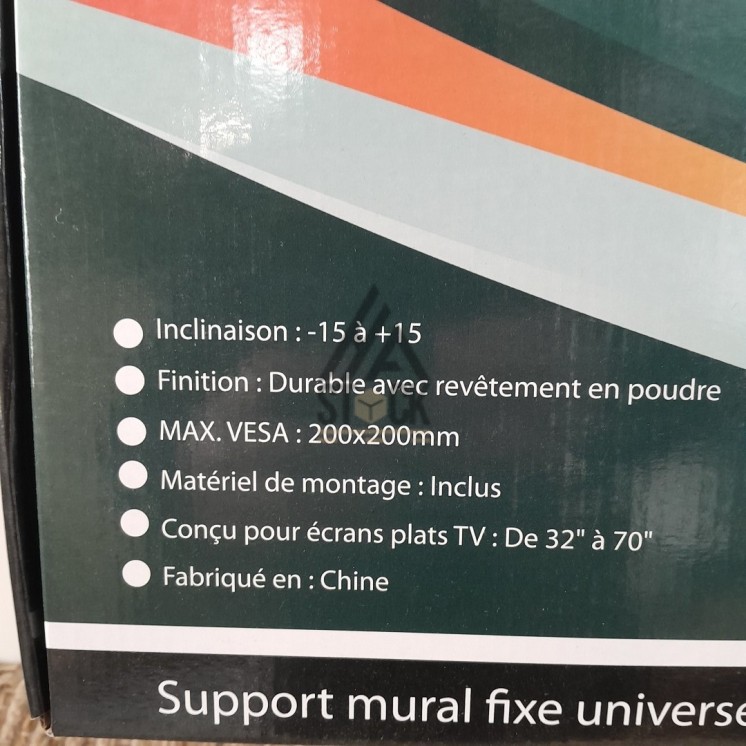 Inclinaison : -15 à +15
Finition : Durable avec revêtement en poudre
MAX. VESA : 200x200mm
Matériel de montage : Inclus
Conçu pour écrans plats TV : De 32" à 70"
Fabriqué en : Chine
Support mural fixe